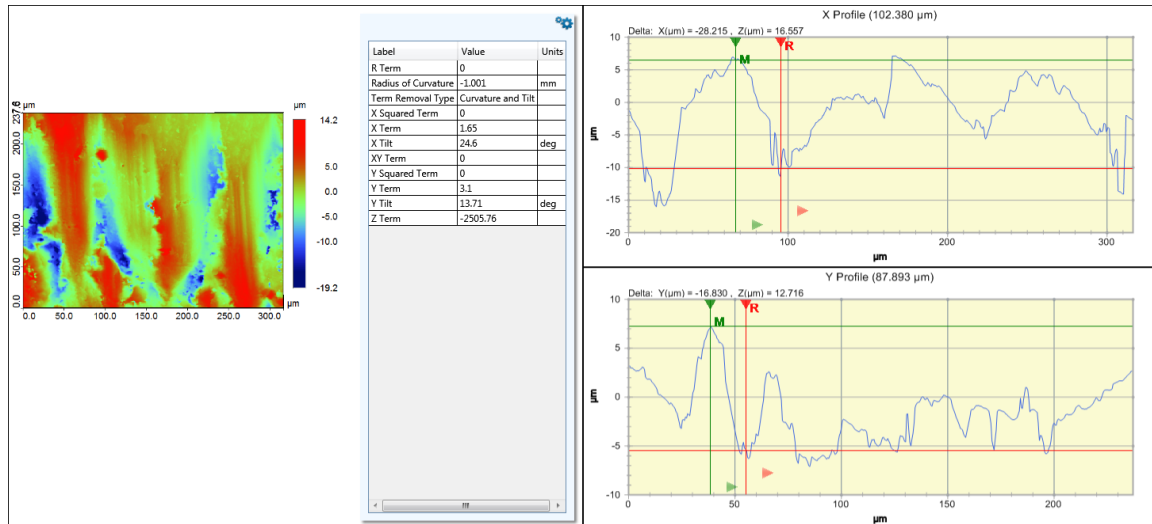 µm
237.6
200.0
150.0
100.0
50.0
0.0
µm
0.0 50.0 100.0 150.0 200.0 250.0 300.0
µm
14.2
5.0
0.0
-5.0
-10.0
-19.2
Label Value Units
R Term 0
Radius of Curvature -1.001 mm
Term Removal Type Curvature and Tilt
X Squared Term 0
X Term 1.65
X Tilt 24.6 deg
XY Term 0
Y Squared Term 0
Y Term 3.1
Y Tilt 13.71 deg
Z Term -2505.76
X Profile (102.380 µm)
Delta: X(µm) = -28.215 , Z(µm) = 16.557
M
R
10
5
0
-5
-10
-15
-20
µm
0 100 200 300
µm
Y Profile (87.893 µm)
Delta: Y(µm) = -16.830 , Z(µm) = 12.716
M
R
10
5
0
-5
-10
µm
0 50 100 150 200
µm